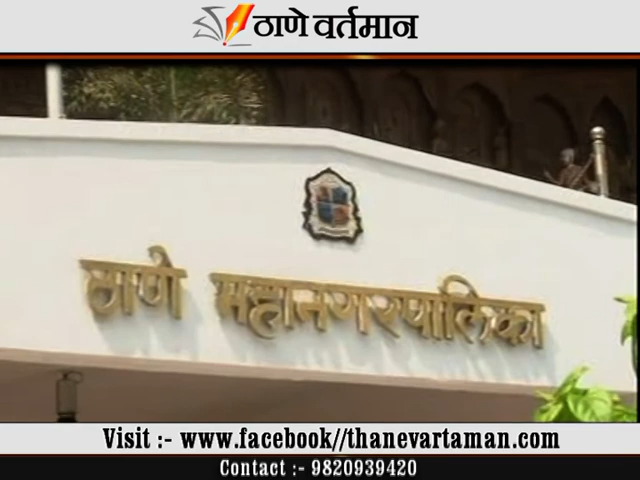 ठाणे वर्तमान
ठाणे महानगरपालिका
Visit :- www.facebook//thanevartaman.com
Contact :- 9820939420